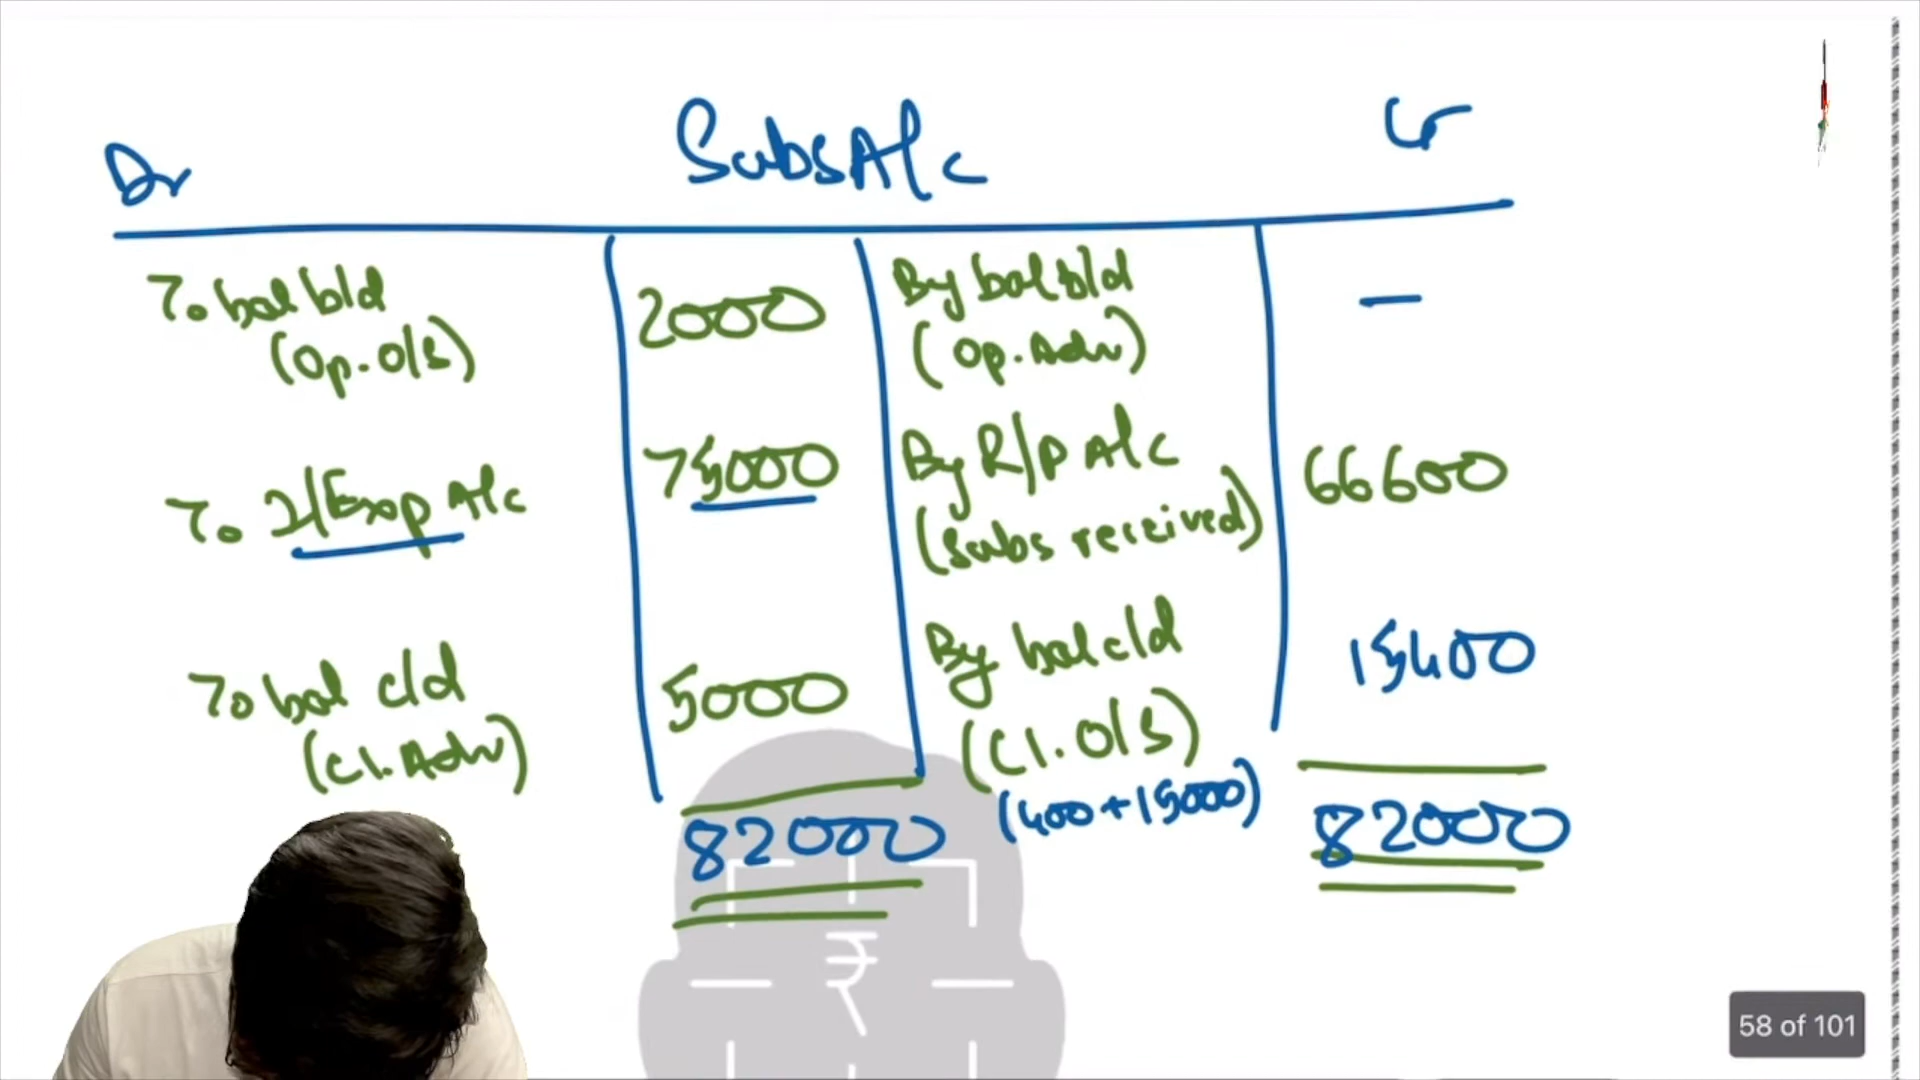 Dr Subs A/c Cr
To bal b/d 2000 By bal b/d —
(Op. O/S) (Op. Adv)
To I/Exp A/c 75000 By R/P A/c 66600
(Subs received)
To bal c/d 5000 By bal c/d 15400
(Cl. Adv) (Cl. O/S)
(400 + 15000)
82000 82000
₹
58 of 101